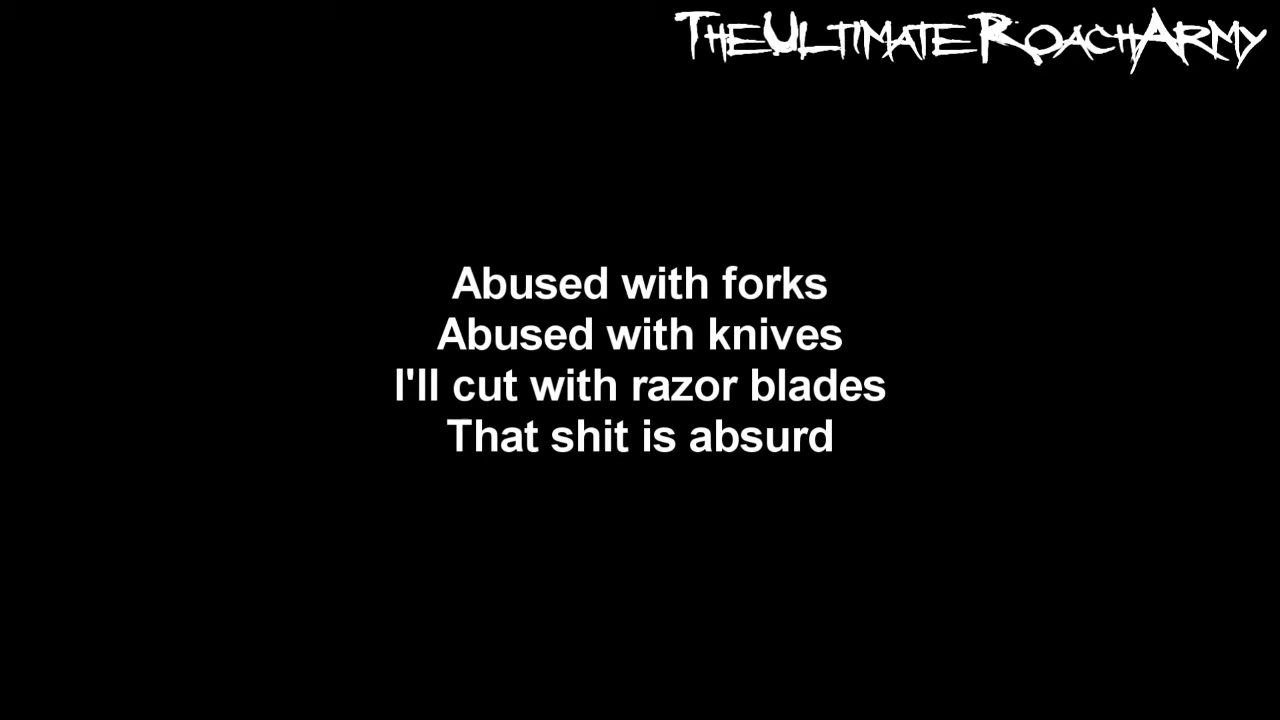 TheUltimateRoachArmy
Abused with forks
Abused with knives
I'll cut with razor blades
That shit is absurd